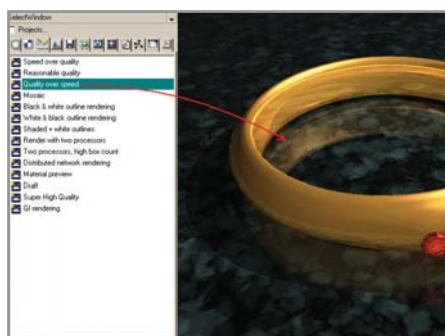 SelectWindow
Projects...
Speed over quality
Reasonable quality
Quality over speed
Mosaic
Black & white outline rendering
White & black outline rendering
Shaded + white outlines
Render with two processors
Two processors, high box count
Distributed network rendering
Material preview
Draft
Super High Quality
GI rendering